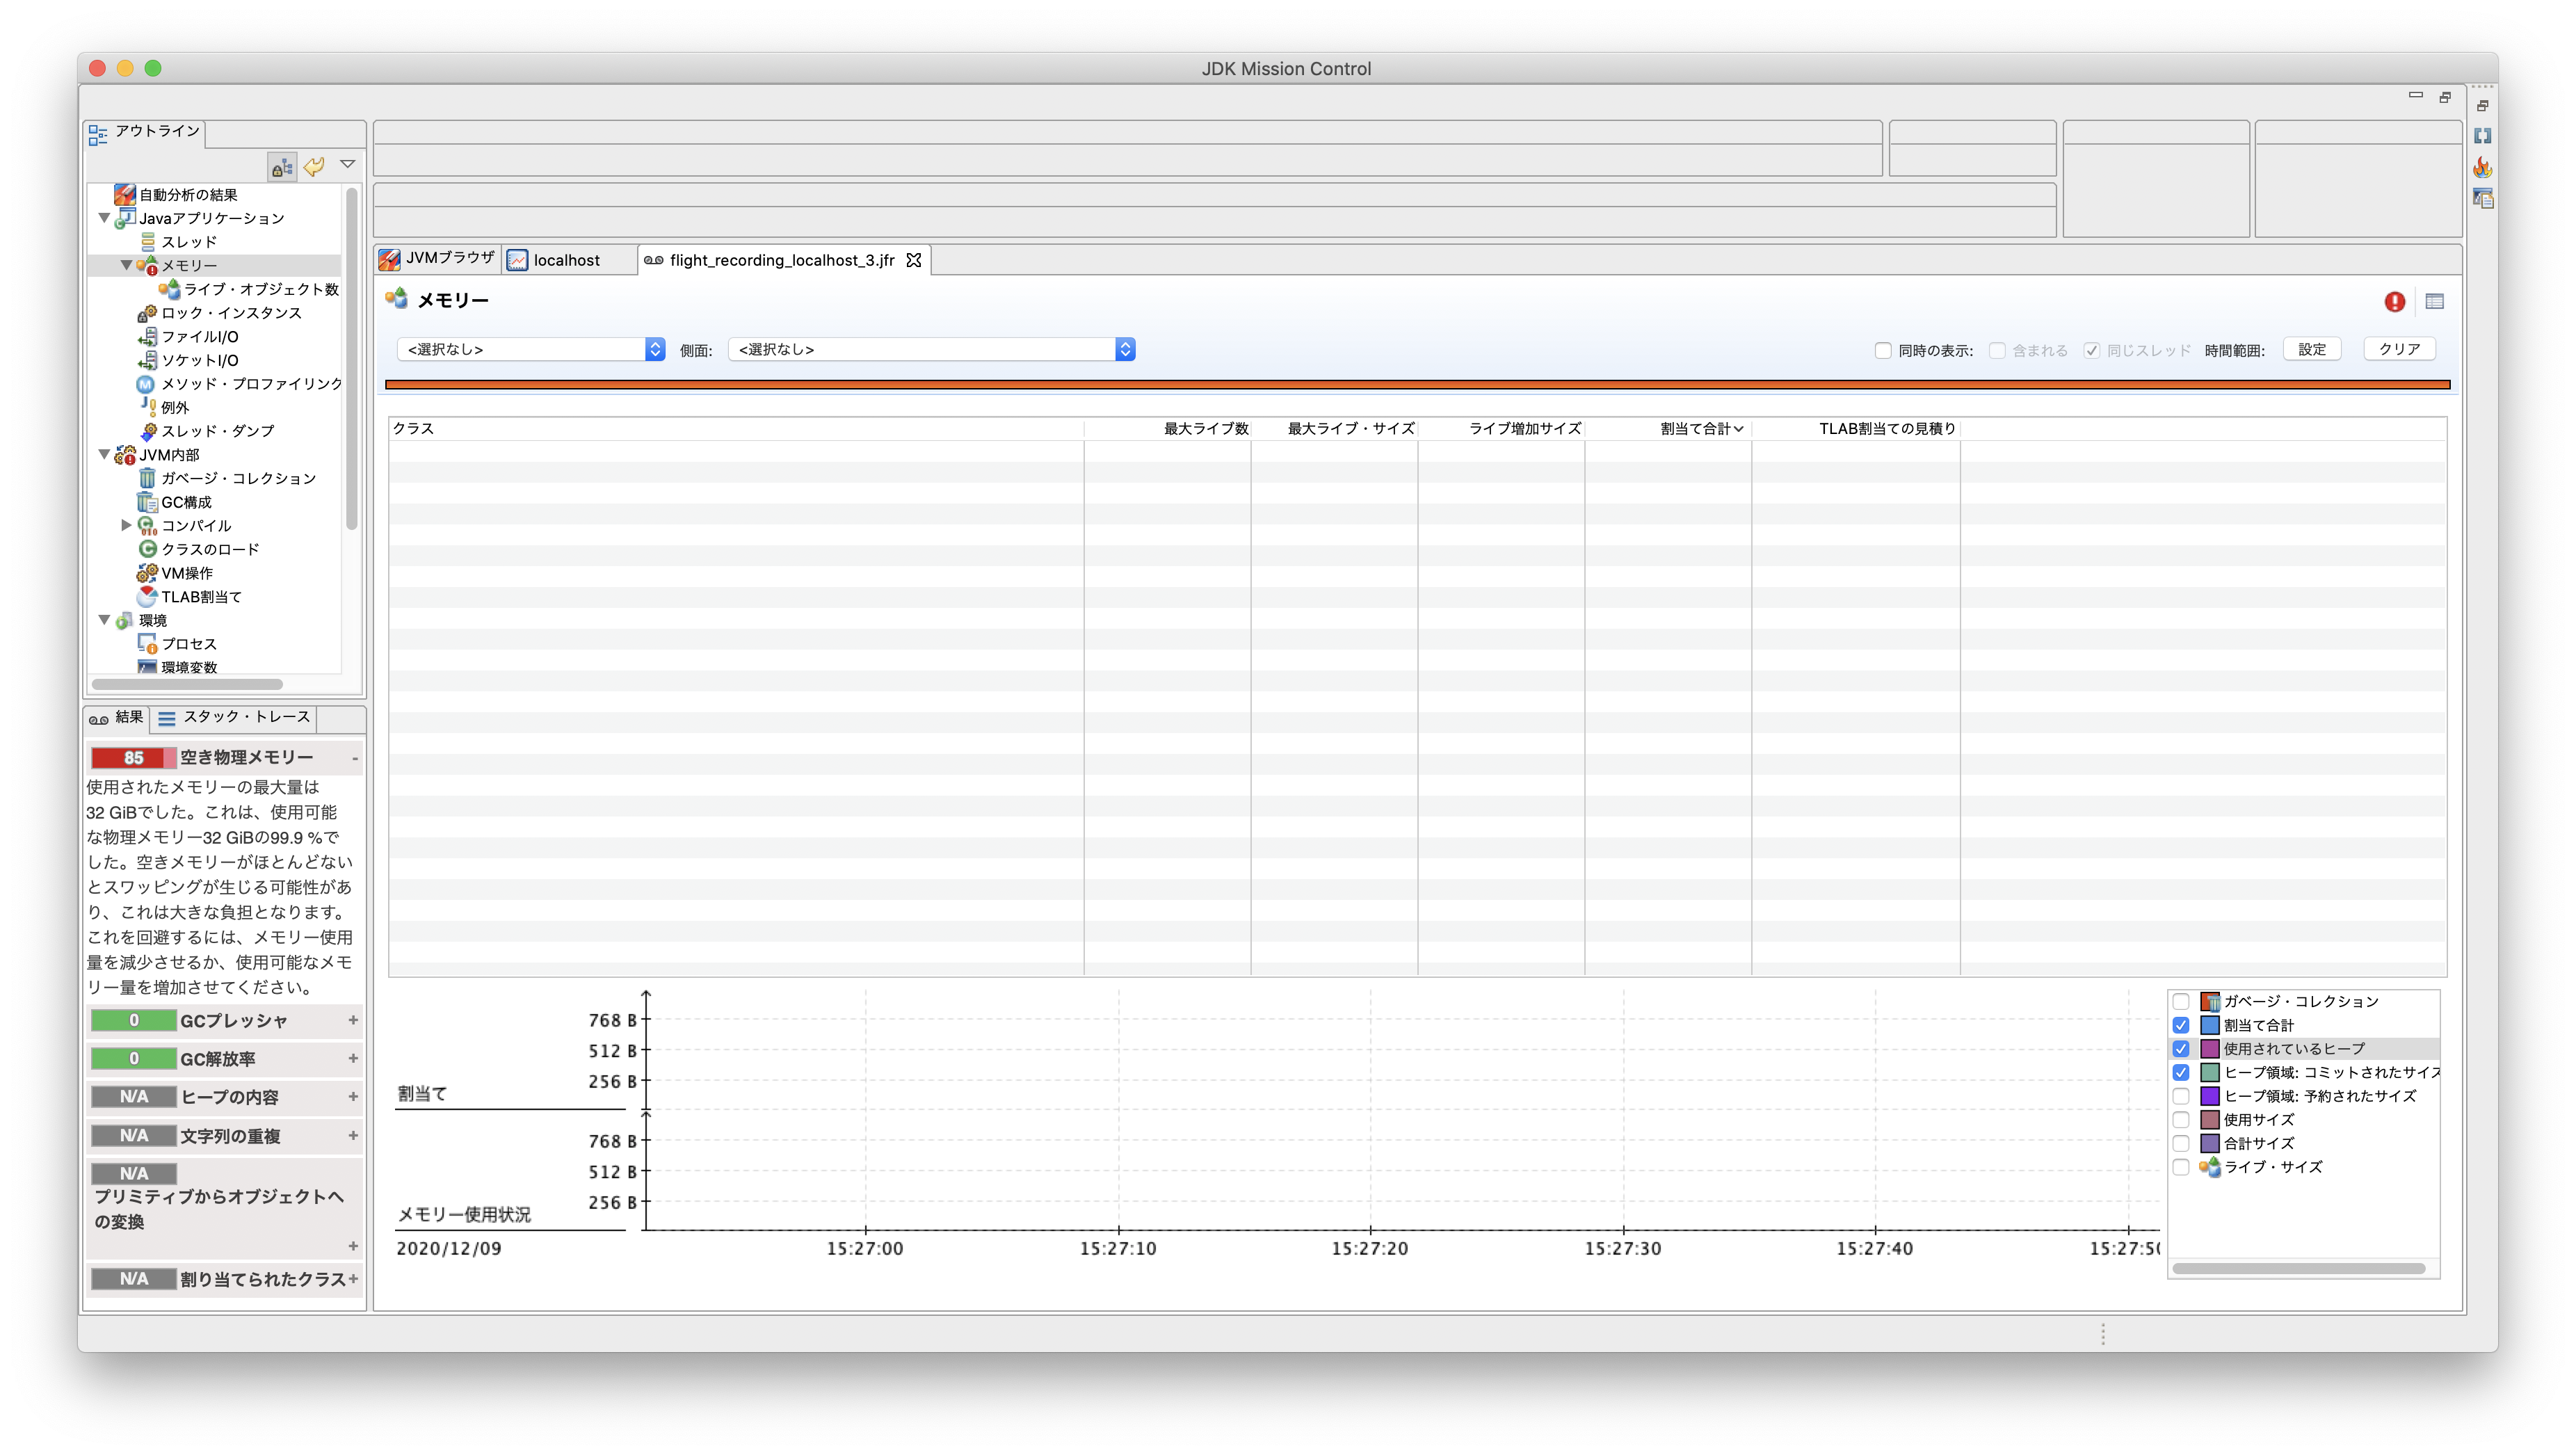 JDK Mission Control
アウトライン
自動分析の結果
Javaアプリケーション
スレッド
メモリー
ライブ・オブジェクト数
ロック・インスタンス
ファイルI/O
ソケットI/O
メソッド・プロファイリング
例外
スレッド・ダンプ
JVM内部
ガベージ・コレクション
GC構成
コンパイル
クラスのロード
VM操作
TLAB割当て
環境
プロセス
環境変数
結果 スタック・トレース
85 空き物理メモリー -
使用されたメモリーの最大量は
32 GiBでした。これは、使用可能
な物理メモリー32 GiBの99.9 %で
した。空きメモリーがほとんどない
とスワッピングが生じる可能性があ
り、これは大きな負担となります。
これを回避するには、メモリー使用
量を減少させるか、使用可能なメモ
リー量を増加させてください。
0 GCプレッシャ +
0 GC解放率 +
N/A ヒープの内容 +
N/A 文字列の重複 +
N/A
プリミティブからオブジェクトへ
の変換
+
N/A 割り当てられたクラス +
JVMブラウザ localhost flight_recording_localhost_3.jfr
メモリー
<選択なし> 側面: <選択なし> 同時の表示: 含まれる 同じスレッド 時間範囲: 設定 クリア
クラス 最大ライブ数 最大ライブ・サイズ ライブ増加サイズ 割当て合計 TLAB割当ての見積り
768 B
512 B
256 B
割当て
768 B
512 B
256 B
メモリー使用状況
2020/12/09 15:27:00 15:27:10 15:27:20 15:27:30 15:27:40 15:27:50
ガベージ・コレクション
割当て合計
使用されているヒープ
ヒープ領域: コミットされたサイズ
ヒープ領域: 予約されたサイズ
使用サイズ
合計サイズ
ライブ・サイズ